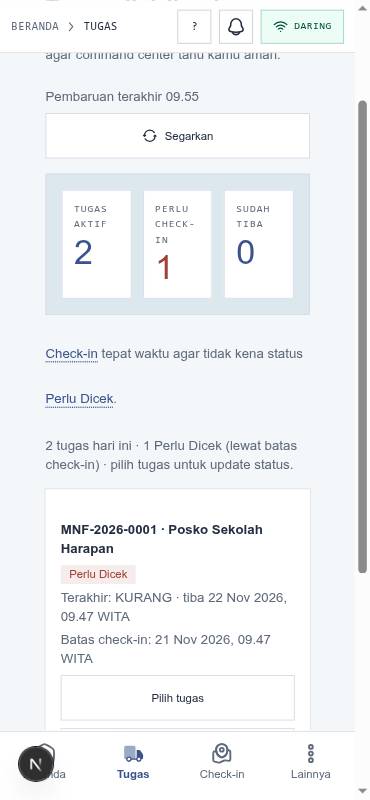 BERANDA > TUGAS ? DARING
agar command center tahu kamu aman.
Pembaruan terakhir 09.55
Segarkan
TUGAS AKTIF
2
PERLU CHECK-IN
1
SUDAH TIBA
0
Check-in tepat waktu agar tidak kena status
Perlu Dicek.
2 tugas hari ini · 1 Perlu Dicek (lewat batas
check-in) · pilih tugas untuk update status.
MNF-2026-0001 · Posko Sekolah
Harapan
Perlu Dicek
Terakhir: KURANG · tiba 22 Nov 2026,
09.47 WITA
Batas check-in: 21 Nov 2026, 09.47
WITA
Pilih tugas
N
Tugas
Check-in
Lainnya